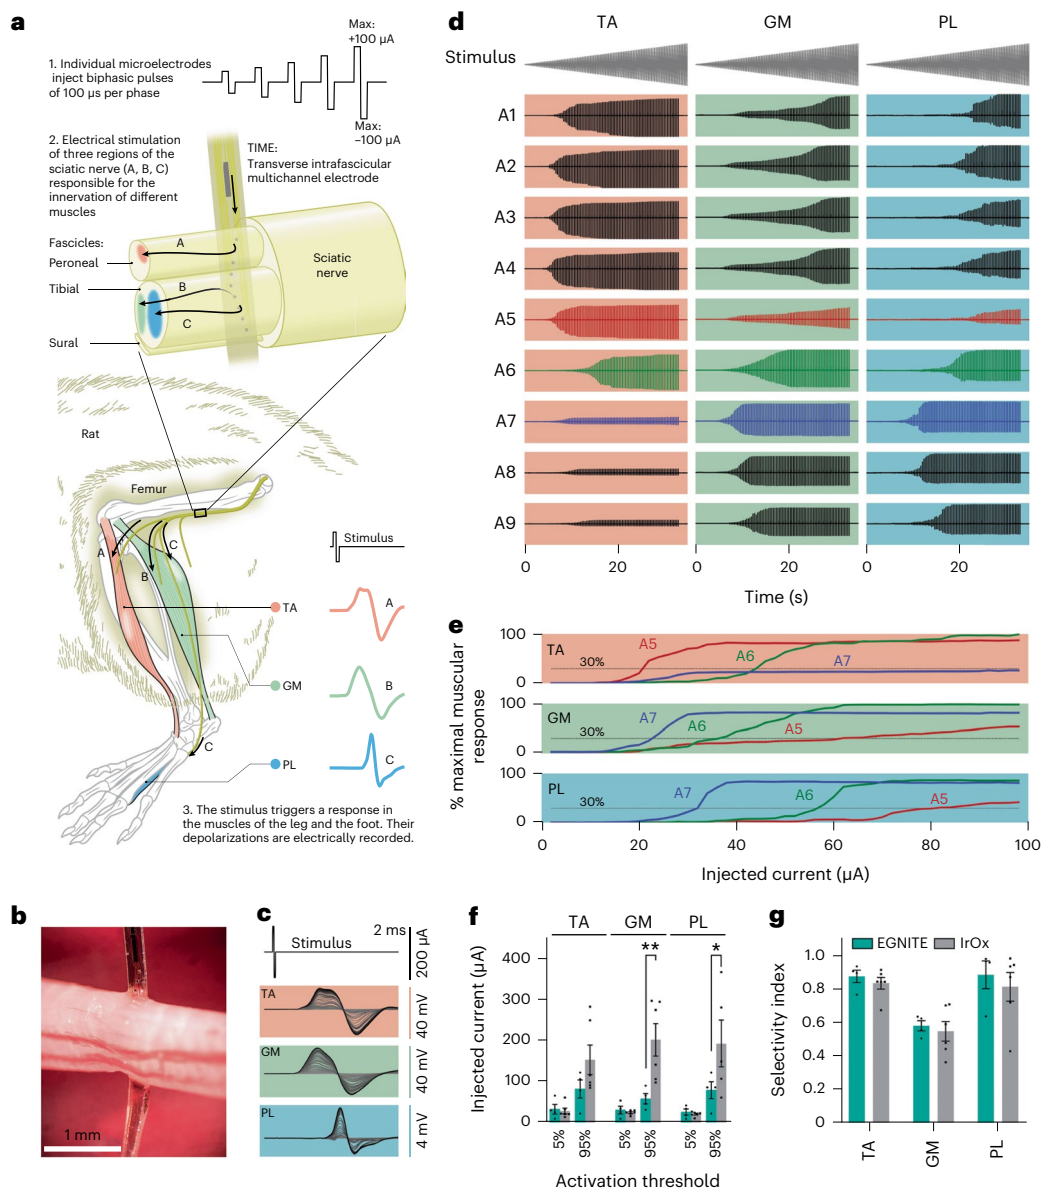 a
Max:
+100 µA
1. Individual microelectrodes
inject biphasic pulses
of 100 µs per phase
Max:
–100 µA
2. Electrical stimulation
of three regions of the
sciatic nerve (A, B, C)
responsible for the
innervation of different
muscles
TIME:
Transverse intrafascicular
multichannel electrode
Fascicles:
Peroneal
Tibial
Sural
A
B
C
Sciatic
nerve
Rat
Femur
A
B
C
C
Stimulus
TA
A
GM
B
PL
C
3. The stimulus triggers a response in
the muscles of the leg and the foot. Their
depolarizations are electrically recorded.
b
1 mm
c
2 ms
Stimulus
200 µA
TA
40 mV
GM
40 mV
PL
4 mV
d
TA GM PL
Stimulus
A1
A2
A3
A4
A5
A6
A7
A8
A9
0 20 0 20 20
Time (s)
e
% maximal muscular
response
100
TA
30%
0
A5
A6
A7
100
GM
30%
0
A7
A6
A5
100
PL
30%
0
A7
A6
A5
0 20 40 60 80 100
Injected current (µA)
f
TA GM PL
** *
Injected current (µA)
400
300
200
100
0
5% 95% 5% 95% 5% 95%
Activation threshold
g
EGNITE IrOx
Selectivity index
1.0
0.8
0.6
0.4
0.2
0
TA GM PL